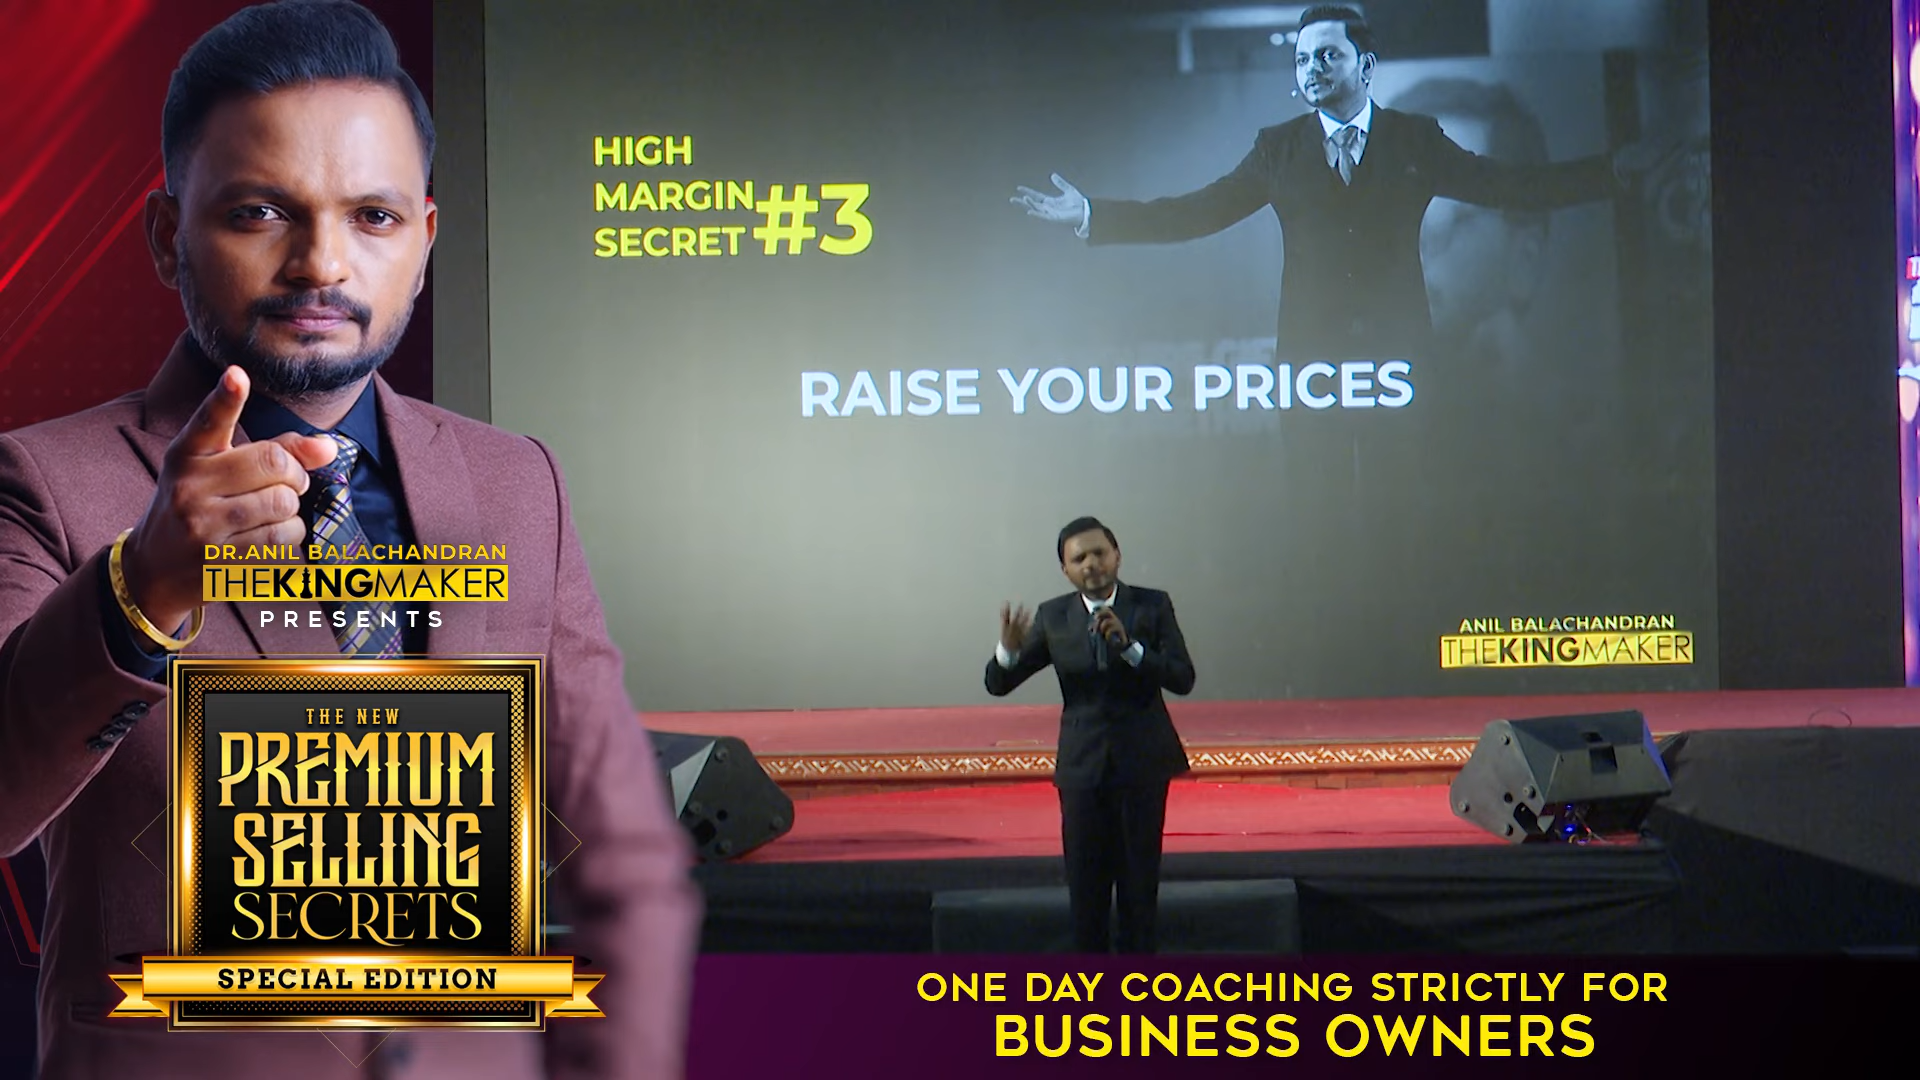 HIGH
MARGIN
SECRET #3
RAISE YOUR PRICES
ANIL BALACHANDRAN
THEKINGMAKER
DR.ANIL BALACHANDRAN
THEKINGMAKER
PRESENTS
THE NEW
PREMIUM
SELLING
SECRETS
SPECIAL EDITION
ONE DAY COACHING STRICTLY FOR
BUSINESS OWNERS